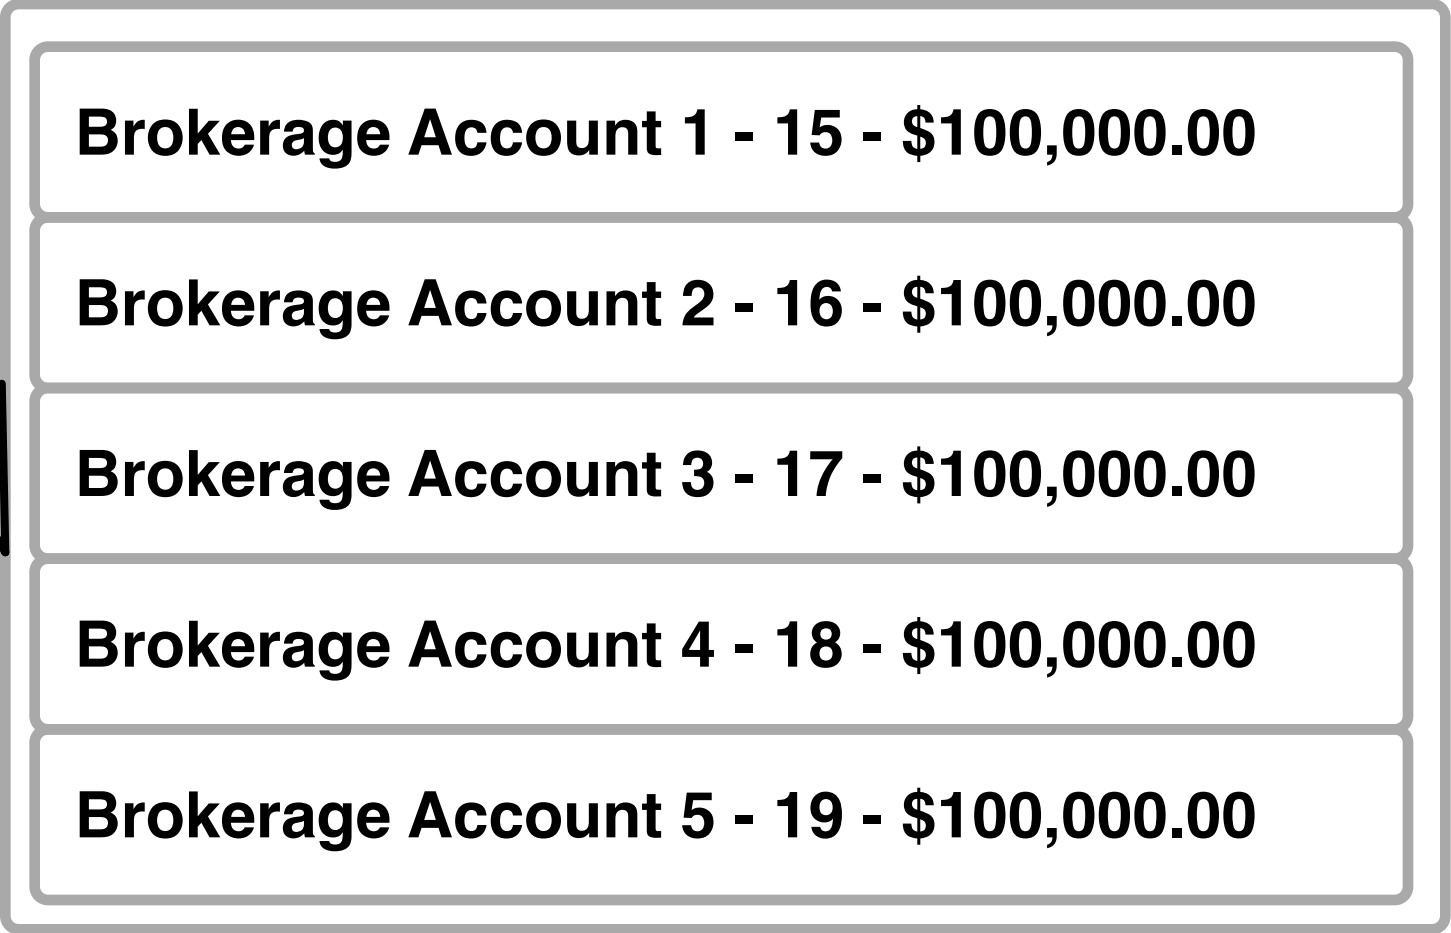 Brokerage Account 1 - 15 - $100,000.00
Brokerage Account 2 - 16 - $100,000.00
Brokerage Account 3 - 17 - $100,000.00
Brokerage Account 4 - 18 - $100,000.00
Brokerage Account 5 - 19 - $100,000.00